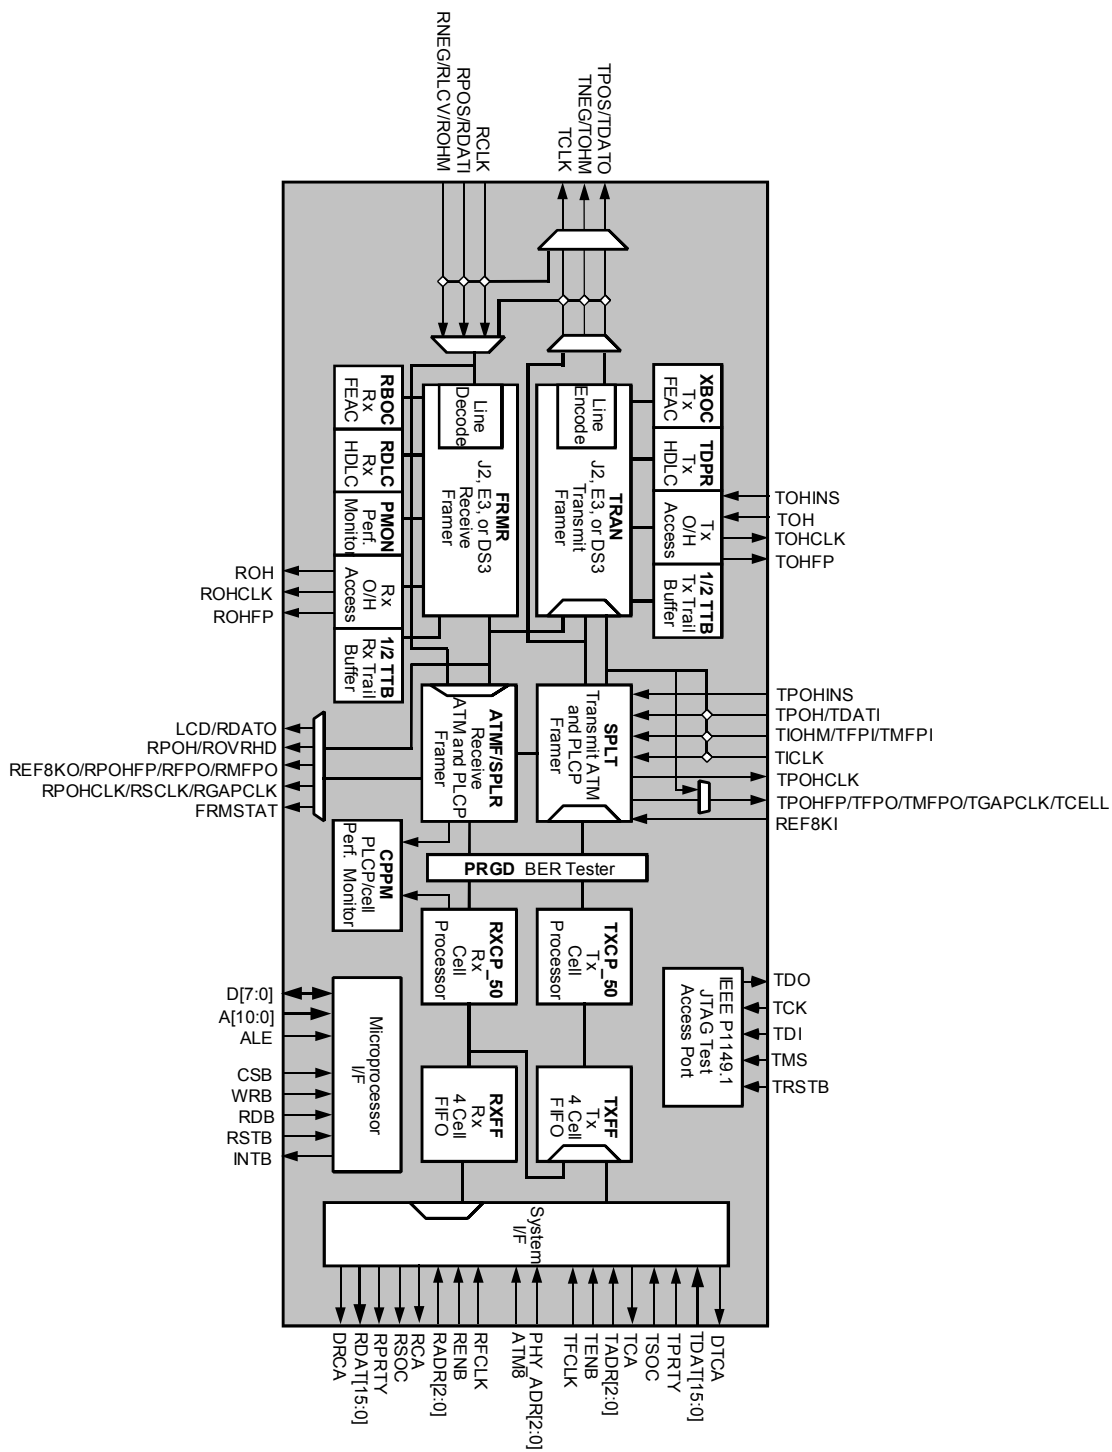 RNEG/RLCV/ROHM
RPOS/RDATI
RCLK
TCLK
TNEG/TOHM
TPOS/TDATO
RBOC
Rx
FEAC
RDLC
Rx
HDLC
PMON
Perf.
Monitor
Rx
O/H
Access
1/2 TTB
Rx Trail
Buffer
Line
Decode
FRMR
J2, E3, or DS3
Receive
Framer
Line
Encode
TRAN
J2, E3, or DS3
Transmit
Framer
XBOC
Tx
FEAC
TDPR
Tx
HDLC
Tx
O/H
Access
1/2 TTB
Tx Trail
Buffer
TOHINS
TOH
TOHCLK
TOHFP
ROH
ROHCLK
ROHFP
LCD/RDATO
RPOH/ROVRHD
REF8KO/RPOHFP/RFPO/RMFPO
RPOHCLK/RSCLK/RGAPCLK
FRMSTAT
ATMF/SPLR
Receive
ATM and PLCP
Framer
SPLT
Transmit ATM
and PLCP
Framer
TPOHINS
TPOH/TDATI
TIOHM/TFPI/TMFPI
TICLK
TPOHCLK
TPOHFP/TFPO/TMFPO/TGAPCLK/TCELL
REF8KI
CPPM
PLCP/cell
Perf. Monitor
PRGD BER Tester
RXCP_50
Rx
Cell
Processor
TXCP_50
Tx
Cell
Processor
IEEE P1149.1
JTAG Test
Access Port
TDO
TCK
TDI
TMS
TRSTB
D[7:0]
A[10:0]
ALE
CSB
WRB
RDB
RSTB
INTB
Microprocessor
I/F
RXFF
Rx
4 Cell
FIFO
TXFF
Tx
4 Cell
FIFO
System
I/F
DRCA
RDAT[15:0]
RPRTY
RSOC
RCA
RADR[2:0]
RENB
RFCLK
ATM8
PHY_ADR[2:0]
TFCLK
TENB
TADR[2:0]
TCA
TSOC
TPRTY
TDAT[15:0]
DTCA